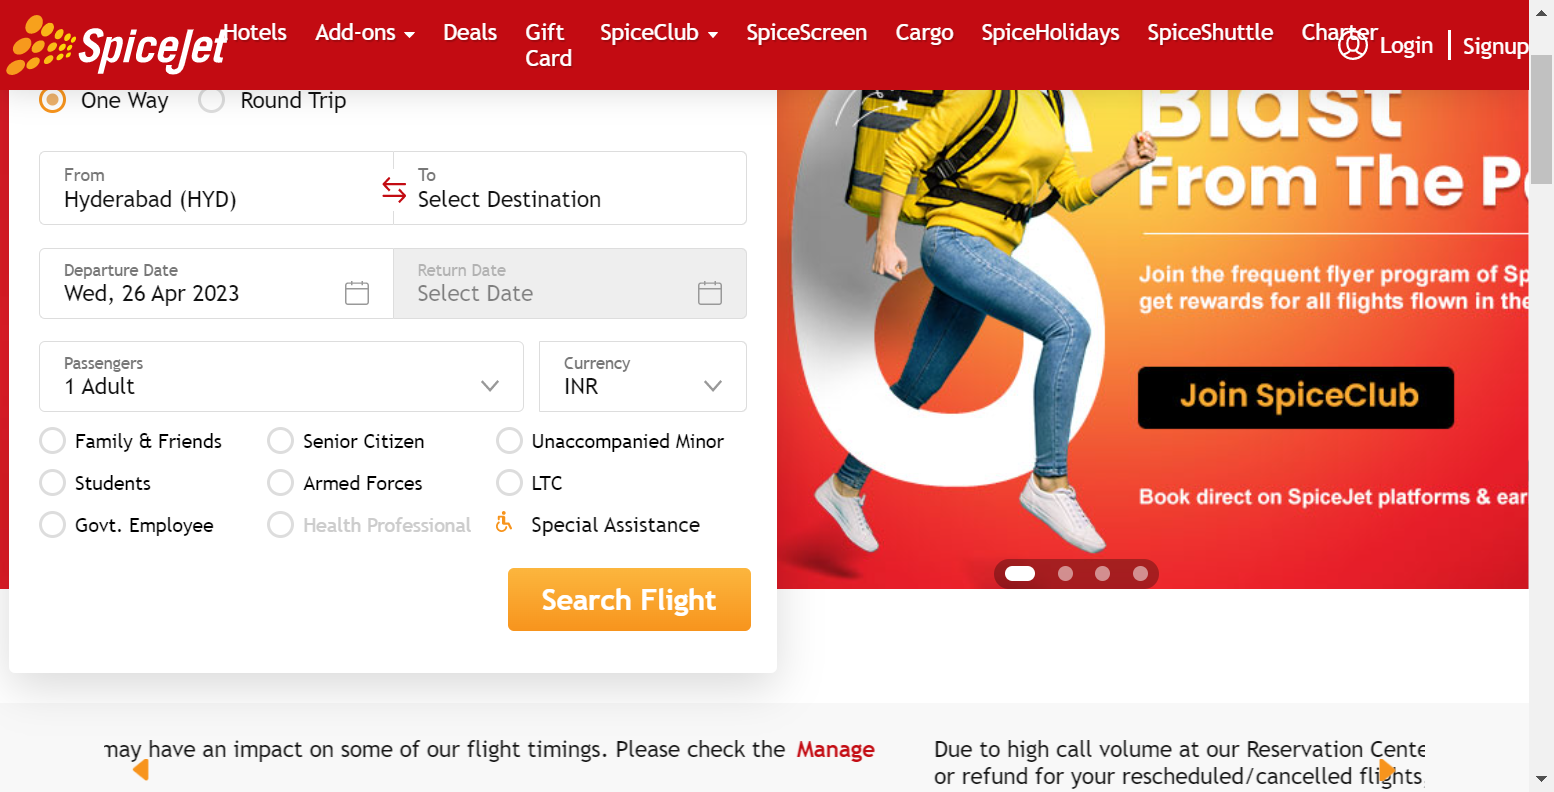 SpiceJet
Hotels
Add-ons
Deals
Gift Card
SpiceClub
SpiceScreen
Cargo
SpiceHolidays
SpiceShuttle
Charter
Login
Signup
One Way
Round Trip
From
Hyderabad (HYD)
To
Select Destination
Departure Date
Wed, 26 Apr 2023
Return Date
Select Date
Passengers
1 Adult
Currency
INR
Family & Friends
Senior Citizen
Unaccompanied Minor
Students
Armed Forces
LTC
Govt. Employee
Health Professional
Special Assistance
Search Flight
Blast
From The
Join the frequent flyer program of
get rewards for all flights flown in the
Join SpiceClub
Book direct on SpiceJet platforms &
may have an impact on some of our flight timings. Please check the Manage
Due to high call volume at our Reservation
or refund for your rescheduled/cancelled flights